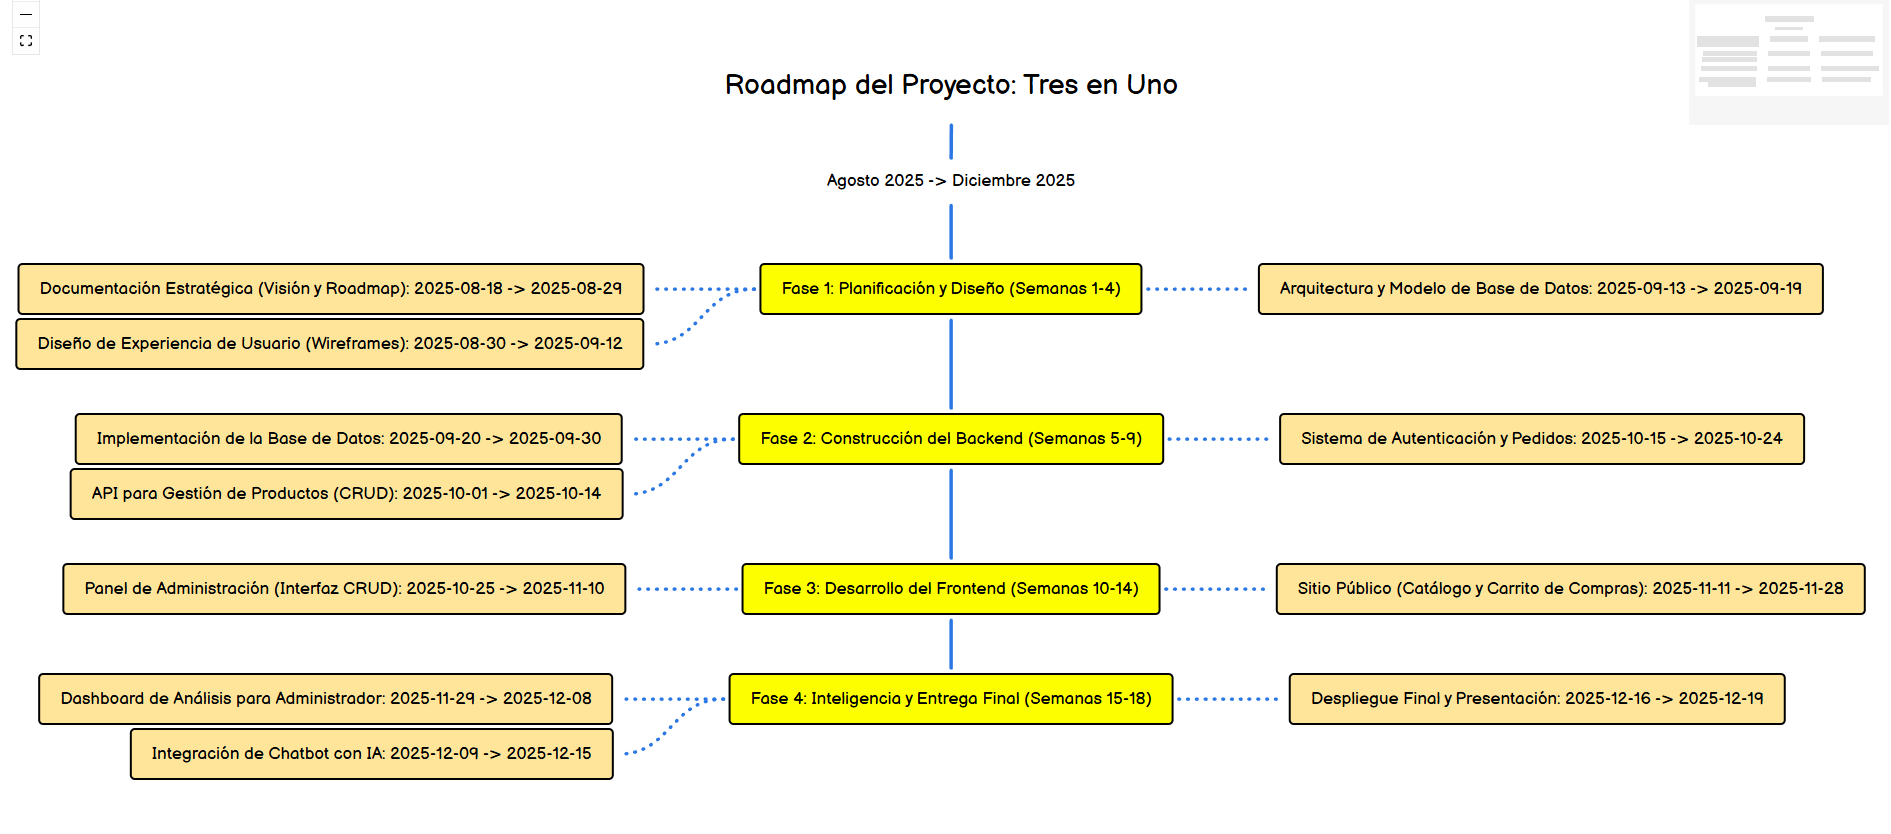 Roadmap del Proyecto: Tres en Uno
Agosto 2025 -> Diciembre 2025
Documentación Estratégica (Visión y Roadmap): 2025-08-18 -> 2025-08-29
Fase 1: Planificación y Diseño (Semanas 1-4)
Arquitectura y Modelo de Base de Datos: 2025-09-13 -> 2025-09-19
Diseño de Experiencia de Usuario (Wireframes): 2025-08-30 -> 2025-09-12
Implementación de la Base de Datos: 2025-09-20 -> 2025-09-30
Fase 2: Construcción del Backend (Semanas 5-9)
Sistema de Autenticación y Pedidos: 2025-10-15 -> 2025-10-24
API para Gestión de Productos (CRUD): 2025-10-01 -> 2025-10-14
Panel de Administración (Interfaz CRUD): 2025-10-25 -> 2025-11-10
Fase 3: Desarrollo del Frontend (Semanas 10-14)
Sitio Público (Catálogo y Carrito de Compras): 2025-11-11 -> 2025-11-28
Dashboard de Análisis para Administrador: 2025-11-29 -> 2025-12-08
Fase 4: Inteligencia y Entrega Final (Semanas 15-18)
Despliegue Final y Presentación: 2025-12-16 -> 2025-12-19
Integración de Chatbot con IA: 2025-12-09 -> 2025-12-15